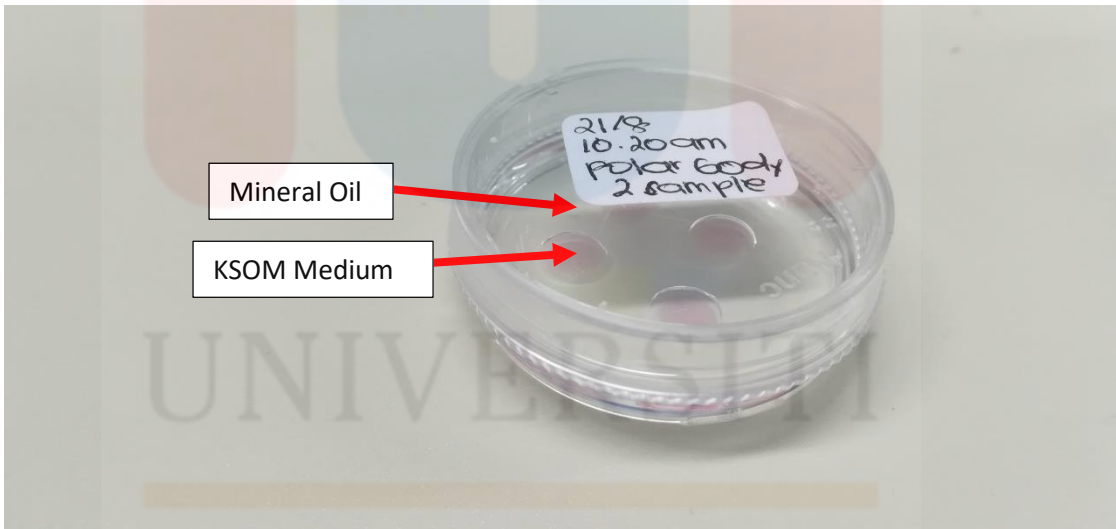 21/8
10.20am
Polar body
2 sample
Mineral Oil
KSOM Medium
UNIVERSITI